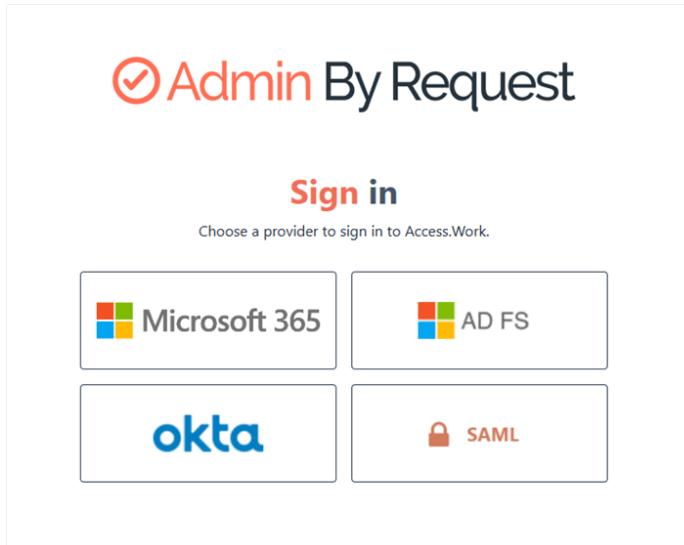 Admin By Request
Sign in
Choose a provider to sign in to Access.Work.
Microsoft 365
AD FS
okta
SAML